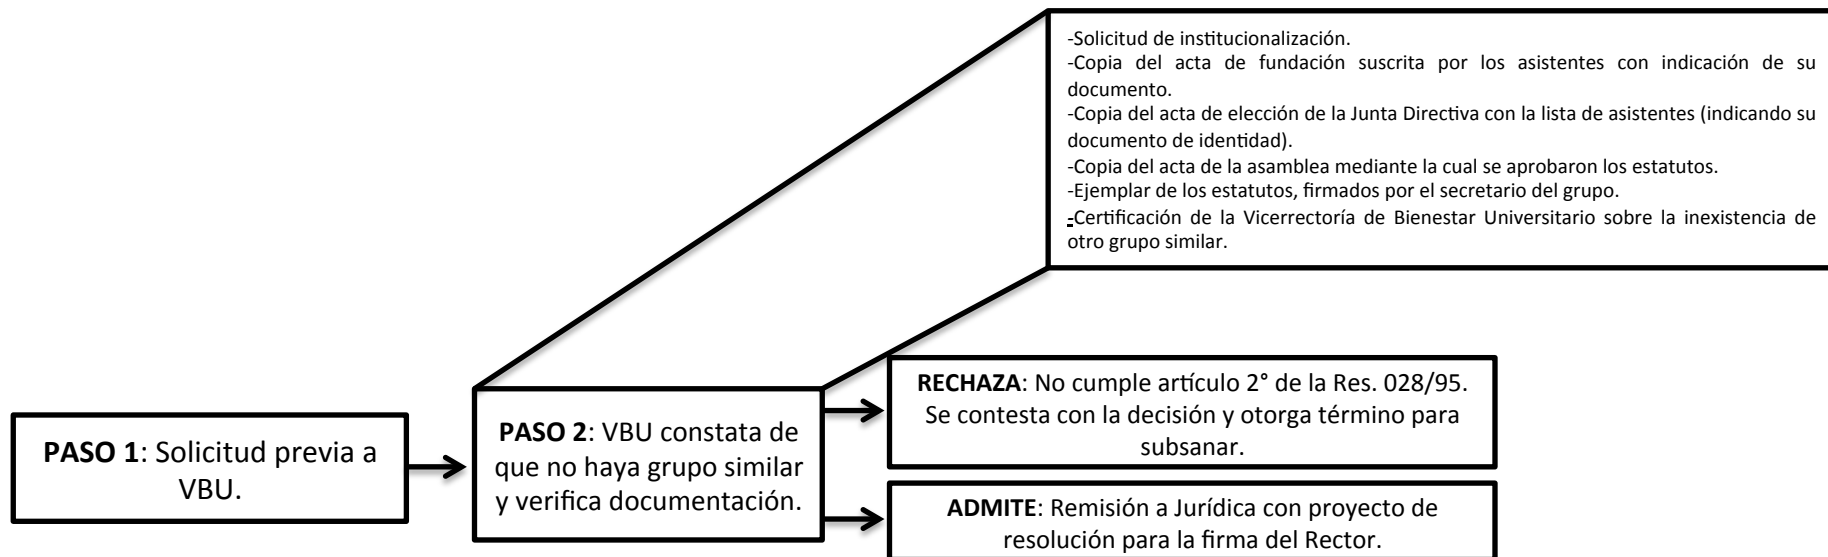 -Solicitud de institucionalización.
-Copia del acta de fundación suscrita por los asistentes con indicación de su
documento.
-Copia del acta de elección de la Junta Directiva con la lista de asistentes (indicando su
documento de identidad).
-Copia del acta de la asamblea mediante la cual se aprobaron los estatutos.
-Ejemplar de los estatutos, firmados por el secretario del grupo.
-Certificación de la Vicerrectoría de Bienestar Universitario sobre la inexistencia de
otro grupo similar.
PASO 1: Solicitud previa a
VBU.
PASO 2: VBU constata de
que no haya grupo similar
y verifica documentación.
RECHAZA: No cumple artículo 2° de la Res. 028/95.
Se contesta con la decisión y otorga término para
subsanar.
ADMITE: Remisión a Jurídica con proyecto de
resolución para la firma del Rector.